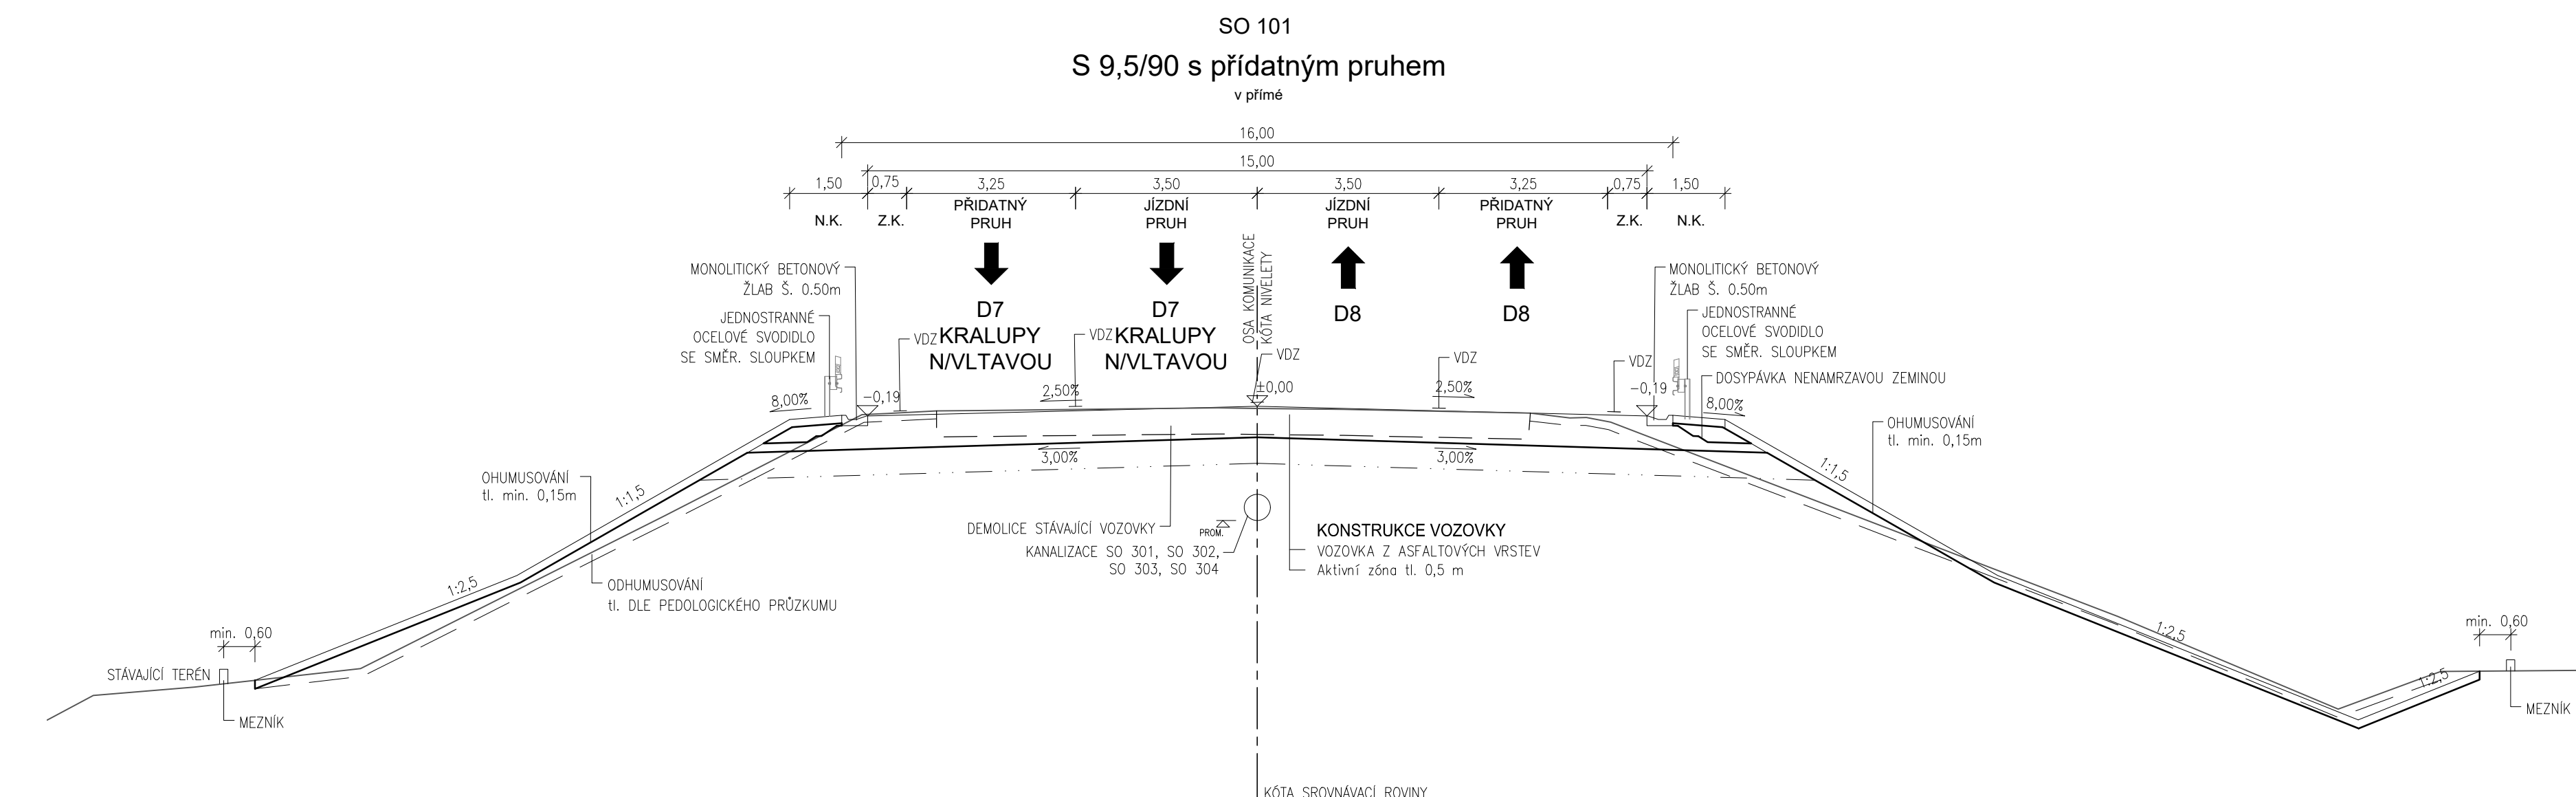 SO 101
S 9,5/90 s přídatným pruhem
v přímé
16,00
15,00
1,50 0,75 3,25 3,50 3,50 3,25 0,75 1,50
N.K. Z.K. PŘIDATNÝ JÍZDNÍ JÍZDNÍ PŘIDATNÝ Z.K. N.K.
PRUH PRUH PRUH PRUH
OSA KOMUNIKACE
KÓTA NIVELETY
MONOLITICKÝ BETONOVÝ
ŽLAB Š. 0.50m
JEDNOSTRANNÉ
OCELOVÉ SVODIDLO
SE SMĚR. SLOUPKEM
D7
KRALUPY
N/VLTAVOU
D7
KRALUPY
N/VLTAVOU
D8
D8
MONOLITICKÝ BETONOVÝ
ŽLAB Š. 0.50m
JEDNOSTRANNÉ
OCELOVÉ SVODIDLO
SE SMĚR. SLOUPKEM
DOSYPÁVKA NENAMRZAVOU ZEMINOU
VDZ VDZ VDZ VDZ VDZ
8,00% -0,19 2,50% ±0,00 2,50% -0,19 8,00%
3,00% 3,00%
OHUMUSOVÁNÍ
tl. min. 0,15m
OHUMUSOVÁNÍ
tl. min. 0,15m
1:1,5
1:1,5
DEMOLICE STÁVAJÍCÍ VOZOVKY
PROM.
KANALIZACE SO 301, SO 302,
SO 303, SO 304
KONSTRUKCE VOZOVKY
VOZOVKA Z ASFALTOVÝCH VRSTEV
Aktivní zóna tl. 0,5 m
1:2,5
ODHUMUSOVÁNÍ
tl. DLE PEDOLOGICKÉHO PRŮZKUMU
min. 0,60
STÁVAJÍCÍ TERÉN
MEZNÍK
1:2,5
min. 0,60
1:2,5
MEZNÍK
KÓTA SROVNÁVACÍ ROVINY